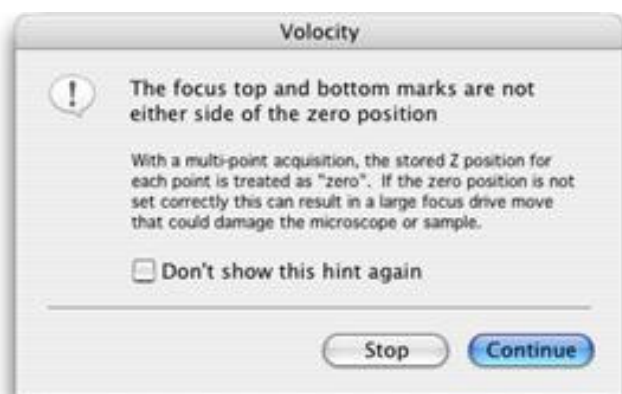 Volocity
The focus top and bottom marks are not
either side of the zero position
With a multi-point acquisition, the stored Z position for
each point is treated as "zero". If the zero position is not
set correctly this can result in a large focus drive move
that could damage the microscope or sample.
Don't show this hint again
Stop
Continue